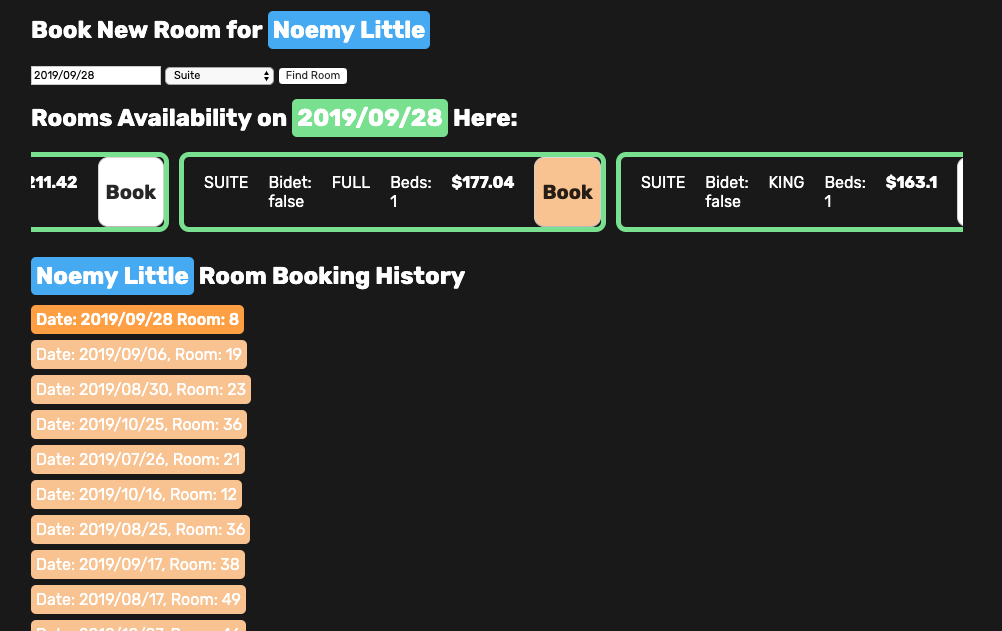 Book New Room for Noemy Little
2019/09/28 Suite Find Room
Rooms Availability on 2019/09/28 Here:
211.42 Book SUITE Bidet: FULL Beds: $177.04 Book SUITE Bidet: KING Beds: $163.1
false 1 false 1
Noemy Little Room Booking History
Date: 2019/09/28 Room: 8
Date: 2019/09/06, Room: 19
Date: 2019/08/30, Room: 23
Date: 2019/10/25, Room: 36
Date: 2019/07/26, Room: 21
Date: 2019/10/16, Room: 12
Date: 2019/08/25, Room: 36
Date: 2019/09/17, Room: 38
Date: 2019/08/17, Room: 49